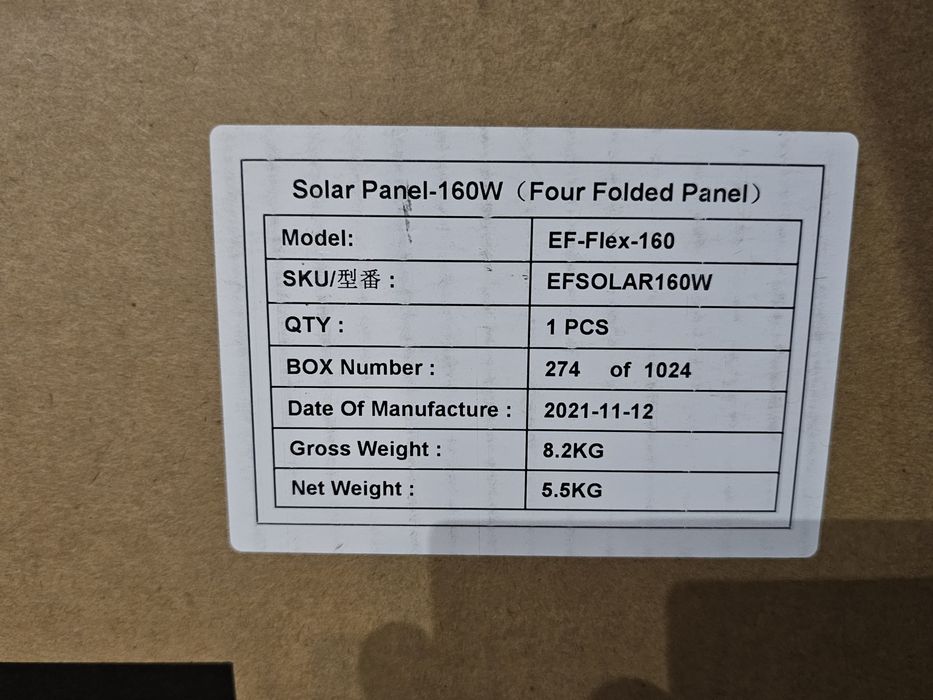 Solar Panel-160W（Four Folded Panel）
Model: EF-Flex-160
SKU/型番 : EFSOLAR160W
QTY : 1 PCS
BOX Number : 274 of 1024
Date Of Manufacture : 2021-11-12
Gross Weight : 8.2KG
Net Weight : 5.5KG